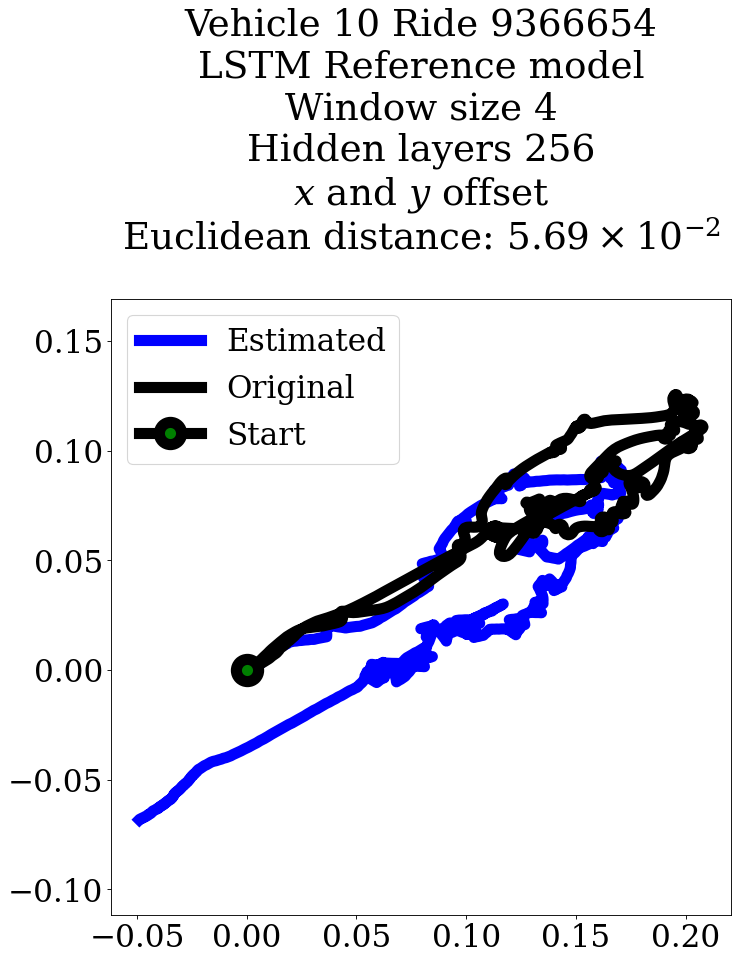 Vehicle 10 Ride 9366654
LSTM Reference model
Window size 4
Hidden layers 256
x and y offset
Euclidean distance: 5.69 × 10⁻²
Estimated
Original
Start
0.15
0.10
0.05
0.00
−0.05
−0.10
−0.05 0.00 0.05 0.10 0.15 0.20